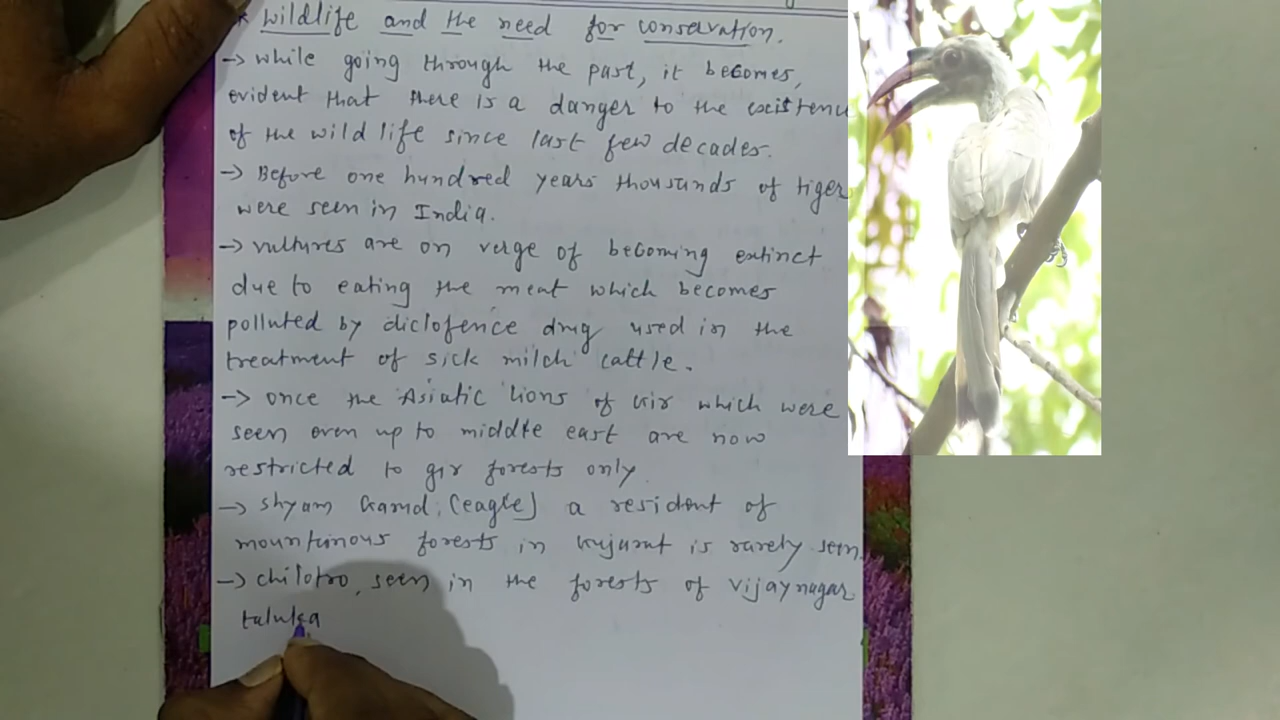 * Wildlife and the need for conservation.
→ while going through the past, it becomes,
evident that there is a danger to the existence
of the wild life since last few decades.
→ Before one hundred years thousands of tiger
were seen in India.
→ vultures are on verge of becoming extinct
due to eating the meat which becomes
polluted by diclofence drug used in the
treatment of sick milch cattle.
→ once the Asiatic lions of Gir which were
seen even up to middle east are now
restricted to gir forests only.
→ shyam Garud (eagle) a resident of
mountinous forests in Gujarat is rarely seen.
→ chilotro, seen in the forests of vijaynagar
taluka